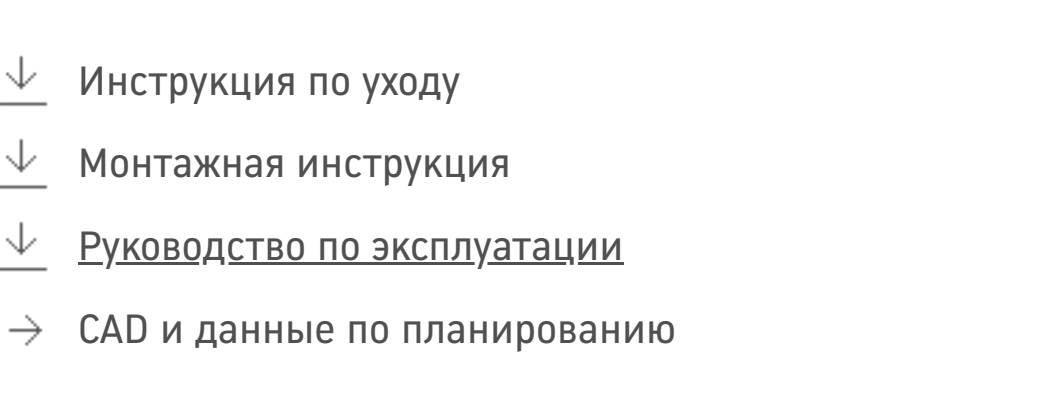 Инструкция по уходу
Монтажная инструкция
Руководство по эксплуатации
CAD и данные по планированию